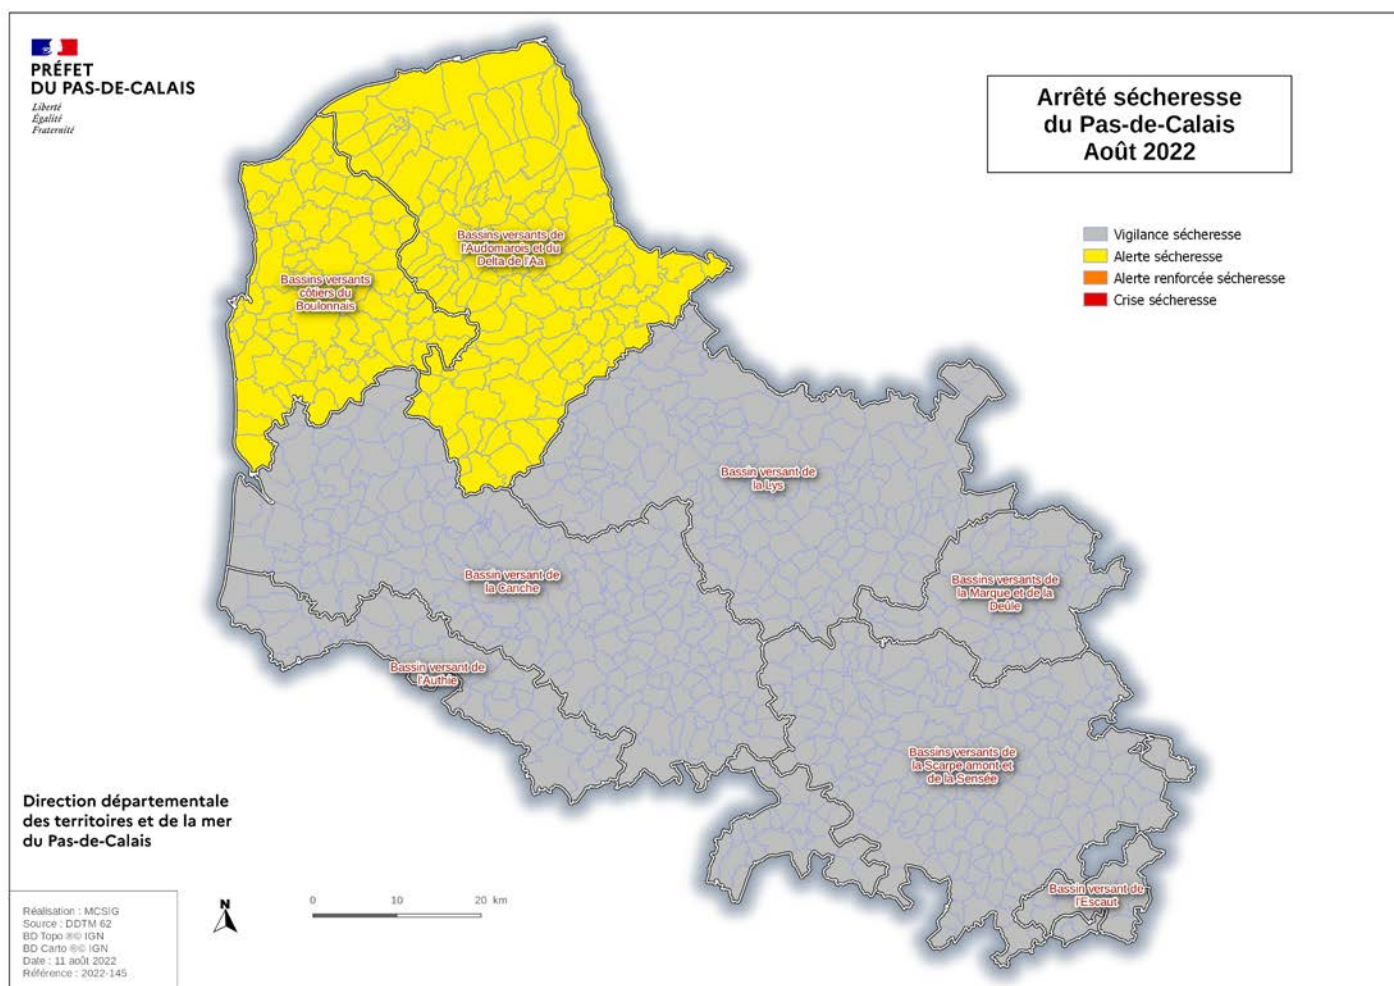 PRÉFET
DU PAS-DE-CALAIS
Liberté
Égalité
Fraternité
Arrêté sécheresse
du Pas-de-Calais
Août 2022
Vigilance sécheresse
Alerte sécheresse
Alerte renforcée sécheresse
Crise sécheresse
Bassins versants de
l'Audomarois et du
Delta de l'Aa
Bassins versants
côtiers du
Boulonnais
Bassin versant de
la Lys
Bassin versant de
la Canche
Bassins versants de
la Marque et de la
Deûle
Bassin versant de
l'Authie
Bassins versants de
la Scarpe amont et
de la Sensée
Bassin versant de
l'Escaut
Direction départementale
des territoires et de la mer
du Pas-de-Calais
Réalisation : MCSIG
Source : DDTM 62
BD Topo ®© IGN
BD Carto ®© IGN
Date : 11 août 2022
Référence : 2022-145
N
0 10 20 km